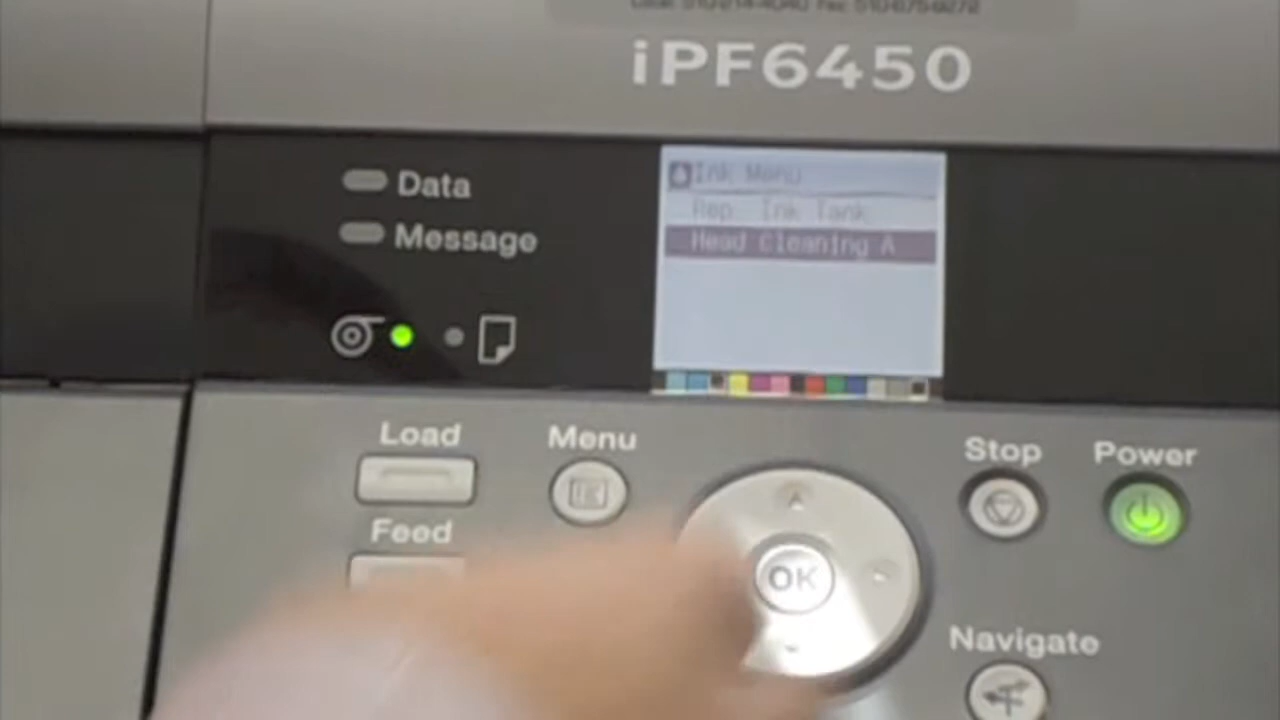 iPF6450
Data
Message
Ink Menu
Rep. Ink Tank
Head Cleaning A
Load
Menu
Stop
Power
Feed
OK
Navigate